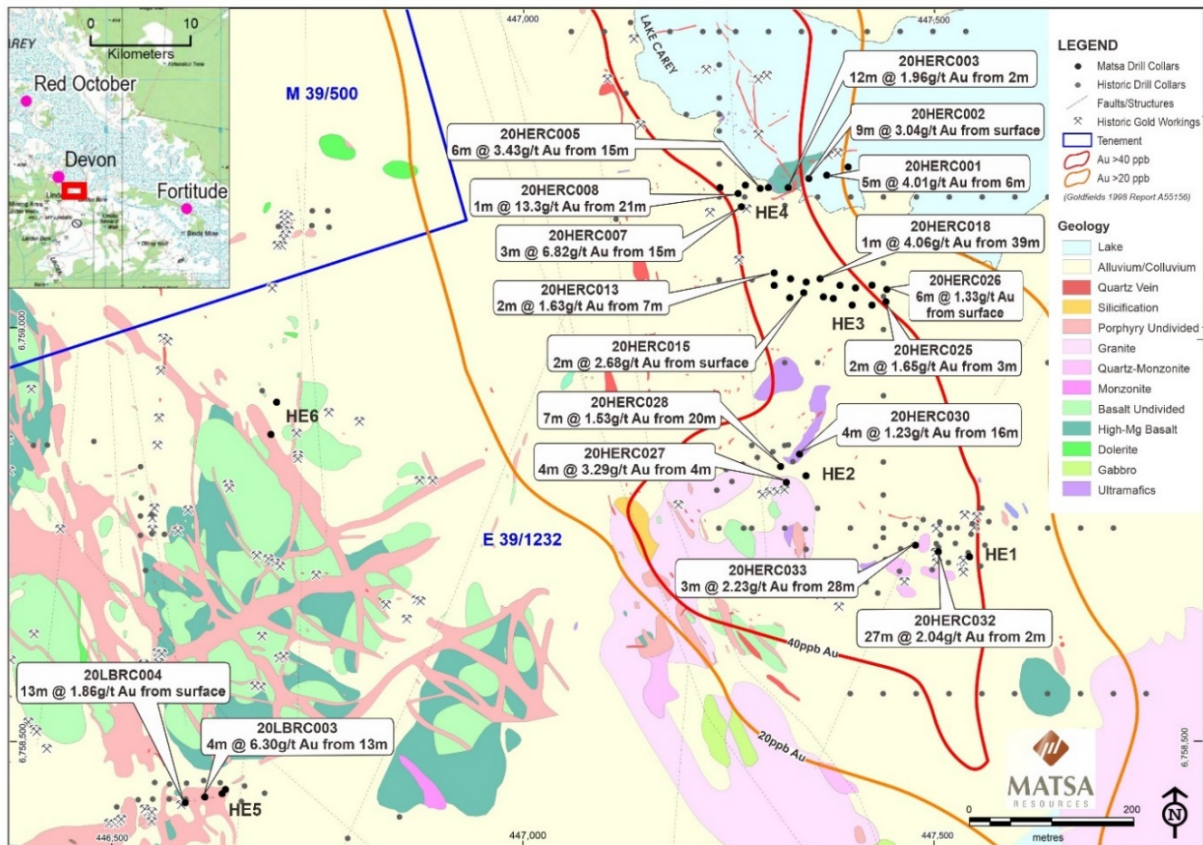 0 10
Kilometers
CAREY
Red October
Devon
Fortitude
447,000
447,500
M 39/500
LAKE CAREY
20HERC003
12m @ 1.96g/t Au from 2m
20HERC002
9m @ 3.04g/t Au from surface
20HERC005
6m @ 3.43g/t Au from 15m
20HERC001
5m @ 4.01g/t Au from 6m
20HERC008
1m @ 13.3g/t Au from 21m
HE4
20HERC007
3m @ 6.82g/t Au from 15m
20HERC018
1m @ 4.06g/t Au from 39m
20HERC013
2m @ 1.63g/t Au from 7m
20HERC026
6m @ 1.33g/t Au
from surface
HE3
20HERC015
2m @ 2.68g/t Au from surface
20HERC025
2m @ 1.65g/t Au from 3m
6,759,000
20HERC028
7m @ 1.53g/t Au from 20m
20HERC030
4m @ 1.23g/t Au from 16m
HE6
20HERC027
4m @ 3.29g/t Au from 4m
HE2
E 39/1232
HE1
20HERC033
3m @ 2.23g/t Au from 28m
20HERC032
27m @ 2.04g/t Au from 2m
40ppb Au
20ppb Au
20LBRC004
13m @ 1.86g/t Au from surface
20LBRC003
4m @ 6.30g/t Au from 13m
HE5
446,500
447,000
447,500
6,758,500
6,758,500
LEGEND
Matsa Drill Collars
Historic Drill Collars
Faults/Structures
Historic Gold Workings
Tenement
Au >40 ppb
Au >20 ppb
(Goldfields 1998 Report A55156)
Geology
Lake
Alluvium/Colluvium
Quartz Vein
Silicification
Porphyry Undivided
Granite
Quartz-Monzonite
Monzonite
Basalt Undivided
High-Mg Basalt
Dolerite
Gabbro
Ultramafics
MATSA
RESOURCES
0 200
metres
N